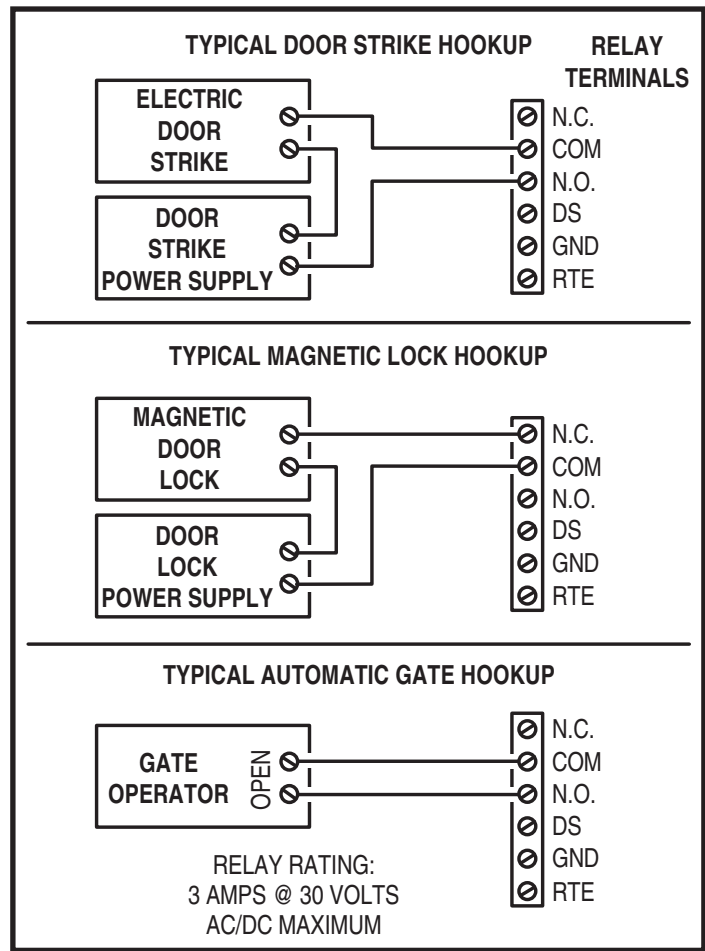 TYPICAL DOOR STRIKE HOOKUP
RELAY
TERMINALS
ELECTRIC
DOOR
STRIKE
DOOR
STRIKE
POWER SUPPLY
N.C.
COM
N.O.
DS
GND
RTE
TYPICAL MAGNETIC LOCK HOOKUP
MAGNETIC
DOOR
LOCK
DOOR
LOCK
POWER SUPPLY
N.C.
COM
N.O.
DS
GND
RTE
TYPICAL AUTOMATIC GATE HOOKUP
GATE
OPERATOR
OPEN
N.C.
COM
N.O.
DS
GND
RTE
RELAY RATING:
3 AMPS @ 30 VOLTS
AC/DC MAXIMUM